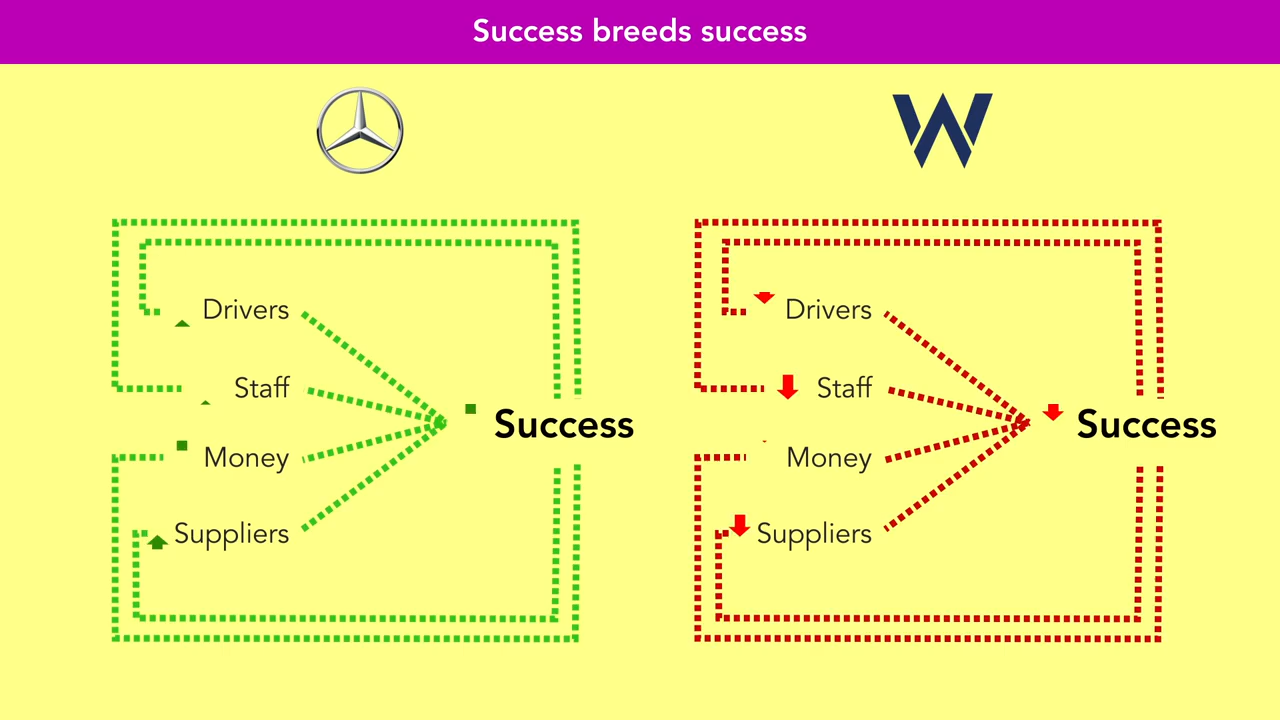 Success breeds success
Drivers
Staff
Money
Suppliers
Success
Drivers
Staff
Money
Suppliers
Success